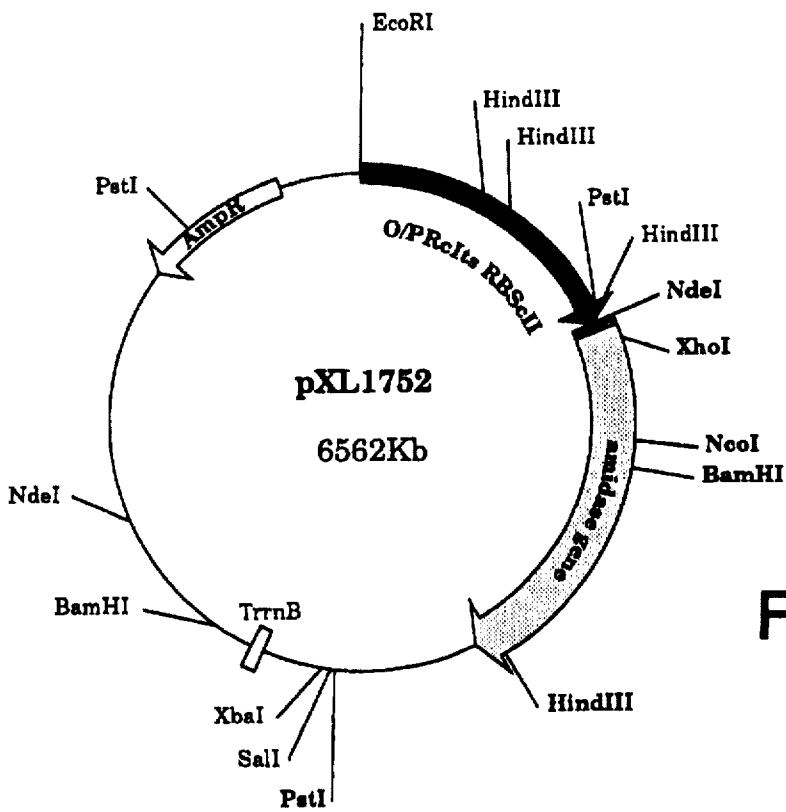 EcoRI
HindIII
HindIII
PstI
HindIII
NdeI
XhoI
NcoI
BamHI
HindIII
PstI
SalI
XbaI
TrrnB
BamHI
NdeI
PstI
AmpR
O/PRcIts RBScII
amidase gene
pXL1752
6562Kb
F